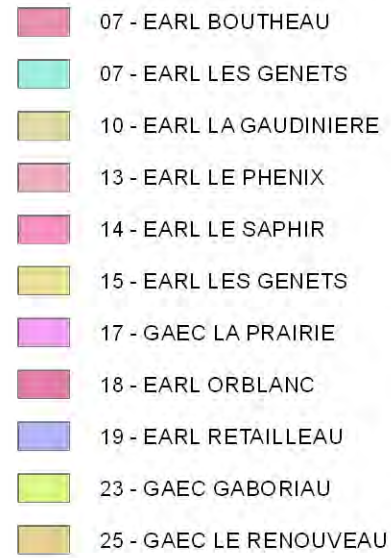 07 - EARL BOUTHEAU
07 - EARL LES GENETS
10 - EARL LA GAUDINIERE
13 - EARL LE PHENIX
14 - EARL LE SAPHIR
15 - EARL LES GENETS
17 - GAEC LA PRAIRIE
18 - EARL ORBLANC
19 - EARL RETAILLEAU
23 - GAEC GABORIAU
25 - GAEC LE RENOUVEAU